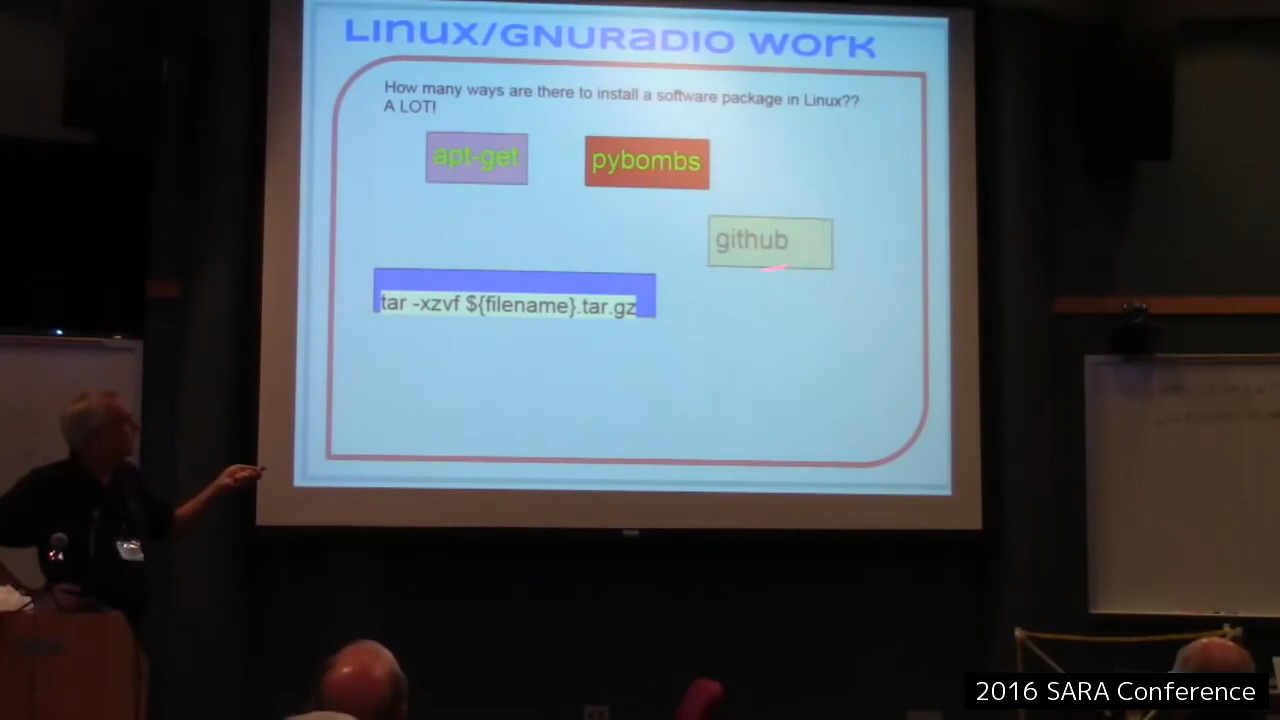 Linux/GNURadio Work
How many ways are there to install a software package in Linux??
A LOT!
apt-get
pybombs
github
tar -xzvf ${filename}.tar.gz
2016 SARA Conference